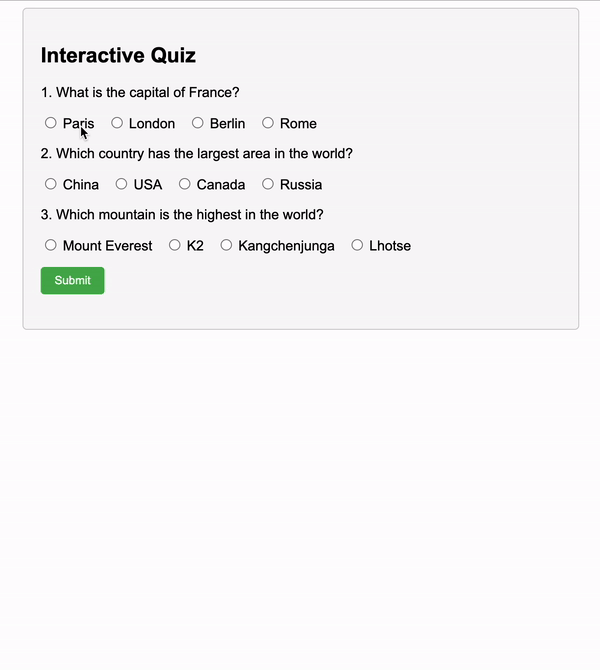 Interactive Quiz
1. What is the capital of France?
Paris London Berlin Rome
2. Which country has the largest area in the world?
China USA Canada Russia
3. Which mountain is the highest in the world?
Mount Everest K2 Kangchenjunga Lhotse
Submit